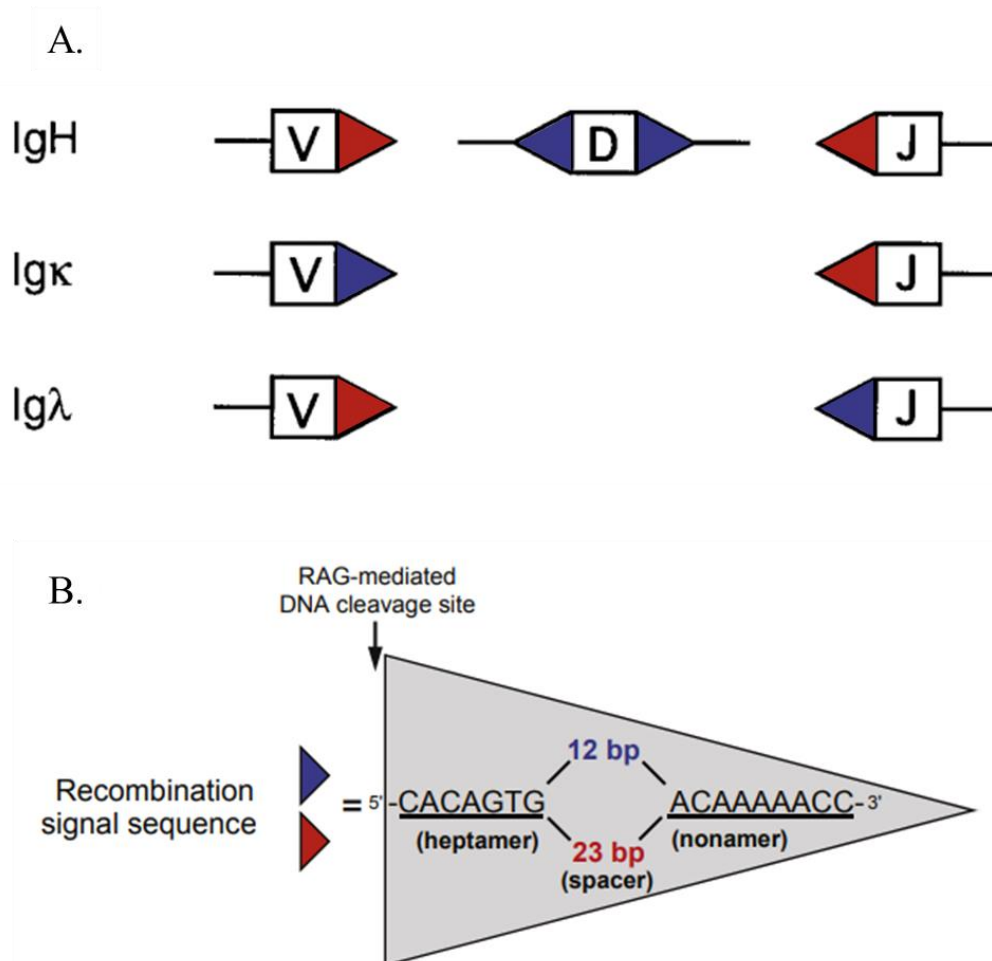 A.
IgH V D J
Igκ V J
Igλ V J
B.
RAG-mediated
DNA cleavage site
Recombination
signal sequence
= 5'-CACAGTG
(heptamer)
12 bp
23 bp
(spacer)
ACAAAAACC-3'
(nonamer)